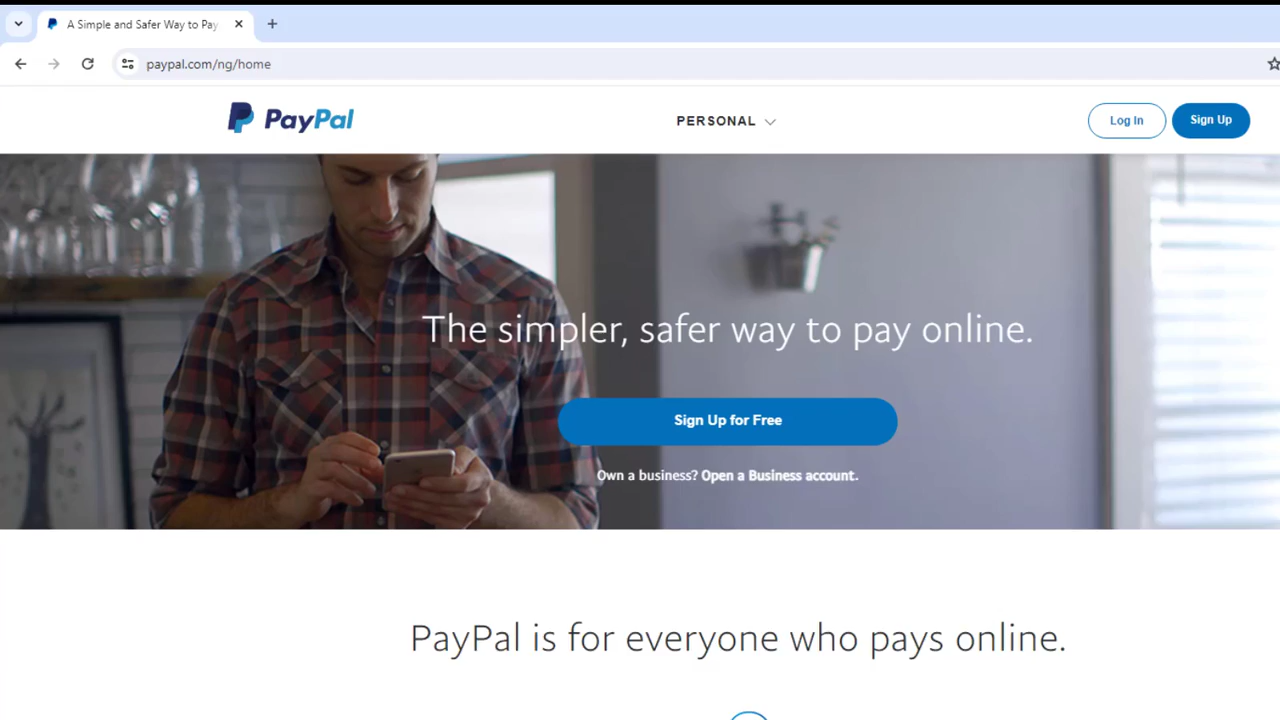 A Simple and Safer Way to Pay
paypal.com/ng/home
PayPal
PERSONAL
Log In
Sign Up
The simpler, safer way to pay online.
Sign Up for Free
Own a business? Open a Business account.
PayPal is for everyone who pays online.